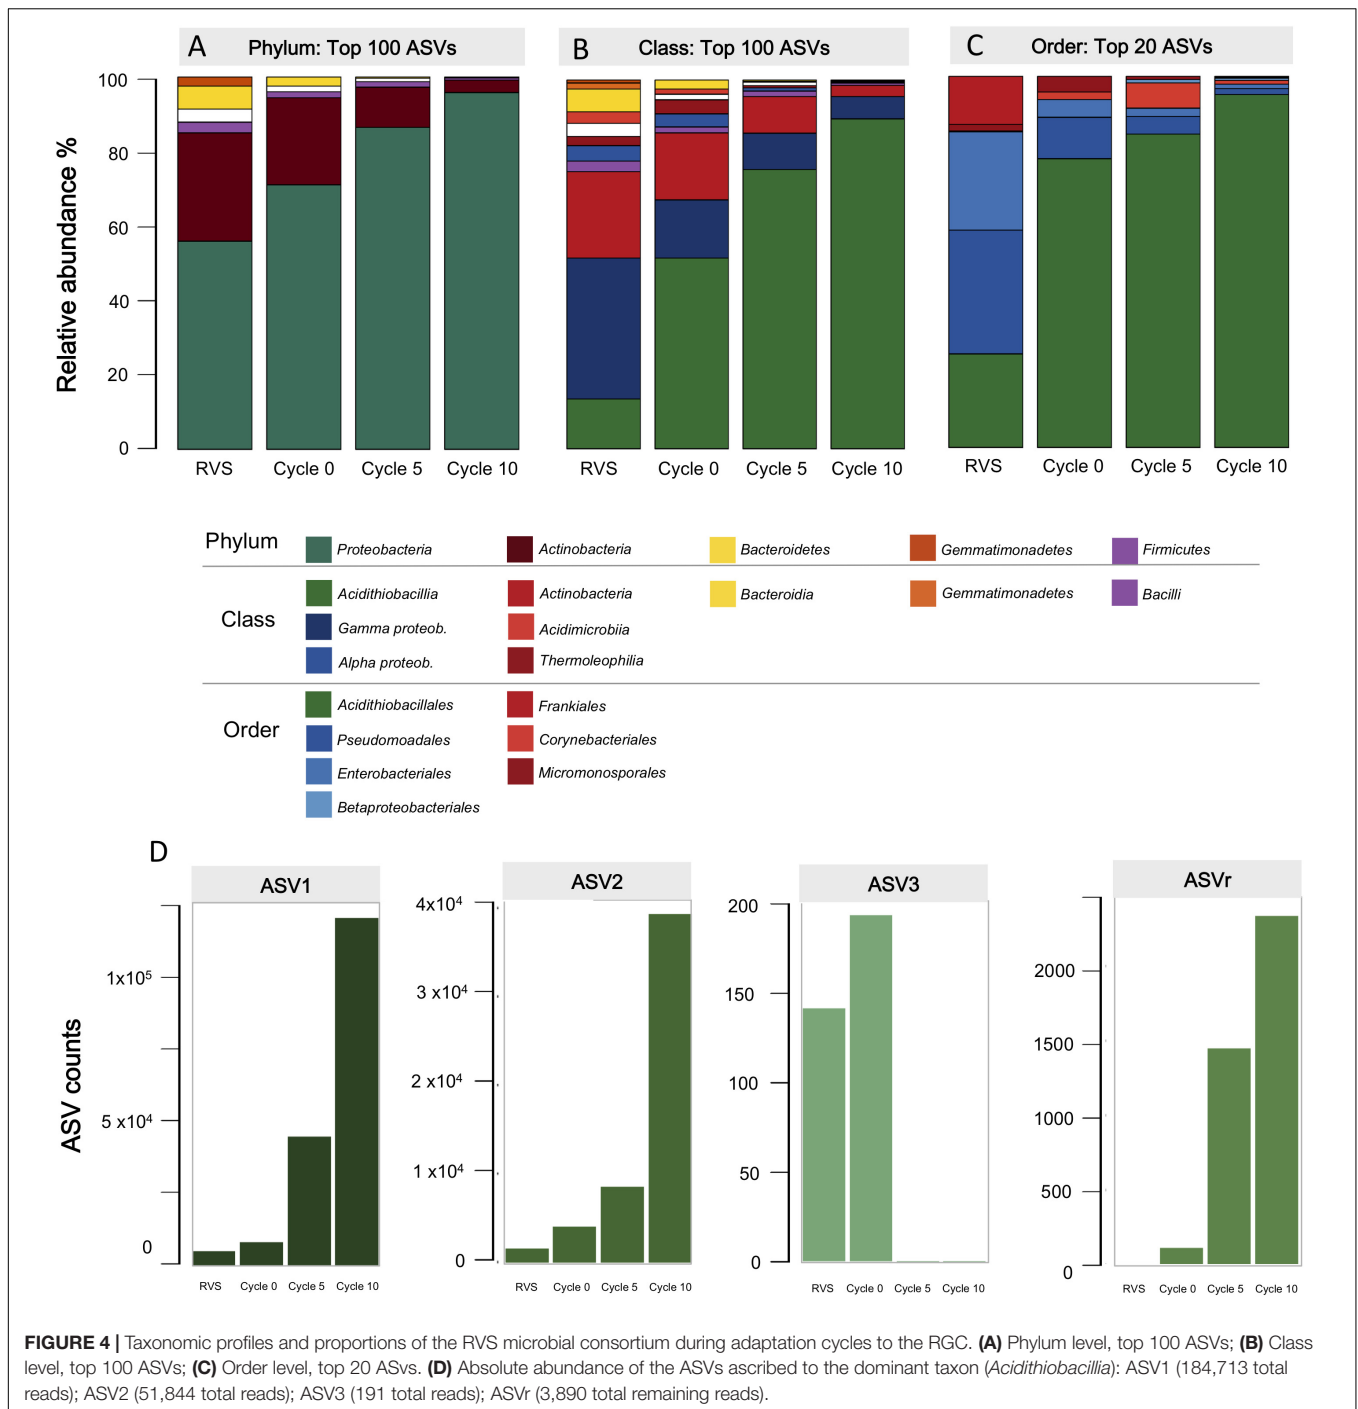 A Phylum: Top 100 ASVs
B Class: Top 100 ASVs
C Order: Top 20 ASVs
Relative abundance %
100
80
60
40
20
0
RVS Cycle 0 Cycle 5 Cycle 10
RVS Cycle 0 Cycle 5 Cycle 10
RVS Cycle 0 Cycle 5 Cycle 10
Phylum Proteobacteria Actinobacteria Bacteroidetes Gemmatimonadetes Firmicutes
Class
Acidithiobacillia Actinobacteria Bacteroidia Gemmatimonadetes Bacilli
Gamma proteob. Acidimicrobiia
Alpha proteob. Thermoleophilia
Order
Acidithiobacillales Frankiales
Pseudomoadales Corynebacteriales
Enterobacteriales Micromonosporales
Betaproteobacteriales
D
ASV counts
ASV1
1x10⁵
5 x10⁴
0
RVS Cycle 0 Cycle 5 Cycle 10
ASV2
4x10⁴
3 x10⁴
2 x10⁴
1 x10⁴
0
RVS Cycle 0 Cycle 5 Cycle 10
ASV3
200
150
100
50
0
RVS Cycle 0 Cycle 5 Cycle 10
ASVr
2000
1500
1000
500
0
RVS Cycle 0 Cycle 5 Cycle 10
FIGURE 4 | Taxonomic profiles and proportions of the RVS microbial consortium during adaptation cycles to the RGC. (A) Phylum level, top 100 ASVs; (B) Class
level, top 100 ASVs; (C) Order level, top 20 ASvs. (D) Absolute abundance of the ASVs ascribed to the dominant taxon (Acidithiobacillia): ASV1 (184,713 total
reads); ASV2 (51,844 total reads); ASV3 (191 total reads); ASVr (3,890 total remaining reads).